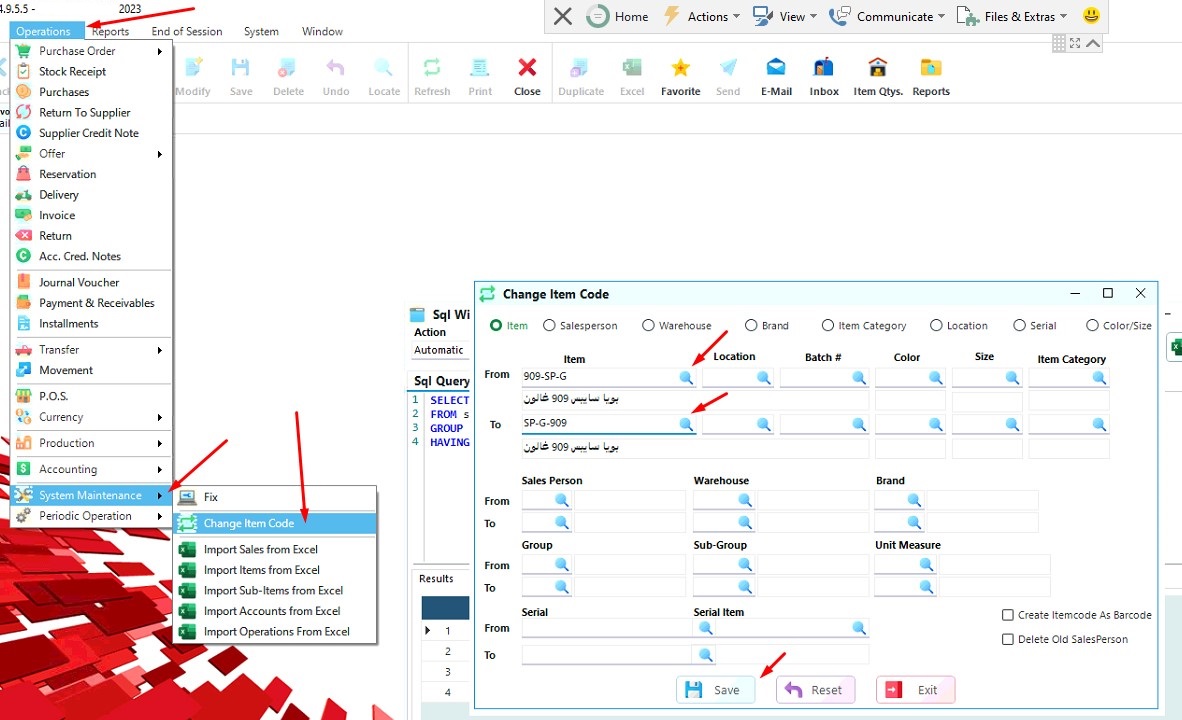 4.9.5.5 - 2023
Home Actions View Communicate Files & Extras
Operations Reports End of Session System Window
Modify Save Delete Undo Locate Refresh Print Close Duplicate Excel Favorite Send E-Mail Inbox Item Qtys. Reports
Purchase Order
Stock Receipt
Purchases
Return To Supplier
Supplier Credit Note
Offer
Reservation
Delivery
Invoice
Return
Acc. Cred. Notes
Journal Voucher
Payment & Receivables
Installments
Transfer
Movement
P.O.S.
Currency
Production
Accounting
System Maintenance
Periodic Operation
Fix
Change Item Code
Import Sales from Excel
Import Items from Excel
Import Sub-Items from Excel
Import Accounts from Excel
Import Operations From Excel
Sql Wi
Action
Automatic
Sql Query
1 SELECT
2 FROM s
3 GROUP
4 HAVING
Results
1
2
3
4
Change Item Code
Item Salesperson Warehouse Brand Item Category Location Serial Color/Size
Item Location Batch # Color Size Item Category
From 909-SP-G
بويا سايبس 909 غالون
To SP-G-909
بويا سايبس 909 غالون
Sales Person Warehouse Brand
From
To
Group Sub-Group Unit Measure
From
To
Serial Serial Item
From
To
Create Itemcode As Barcode
Delete Old SalesPerson
Save Reset Exit